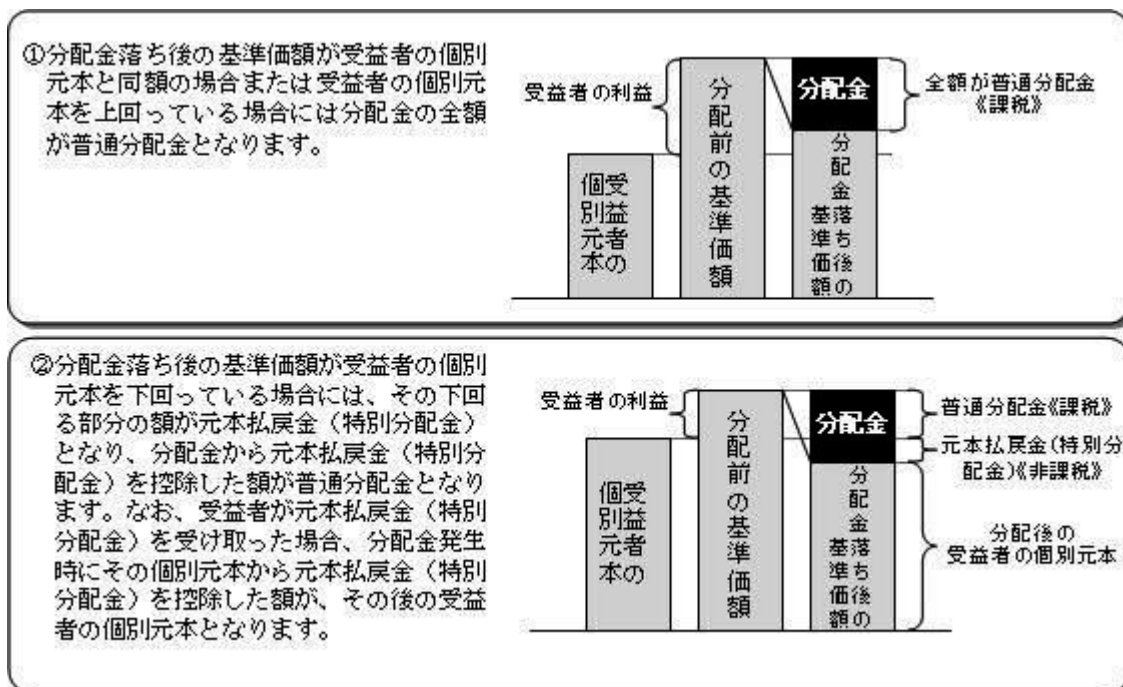 ①分配金落ち後の基準価額が受益者の個別
元本と同額の場合または受益者の個別元
本を上回っている場合には分配金の全額
が普通分配金となります。
受益者の利益
個別元本
受益者の
分配前の基準価額
分配金
基準価額
分配金落ち後の
全額が普通分配金
《課税》
②分配金落ち後の基準価額が受益者の個別
元本を下回っている場合には、その下回
る部分の額が元本払戻金（特別分配金）
となり、分配金から元本払戻金（特別分
配金）を控除した額が普通分配金となり
ます。なお、受益者が元本払戻金（特別
分配金）を受け取った場合、分配金発生
時にその個別元本から元本払戻金（特別
分配金）を控除した額が、その後の受益
者の個別元本となります。
受益者の利益
受益者の
個別元本
分配前の基準価額
分配金
分配金落ち後の
基準価額
普通分配金《課税》
元本払戻金(特別分
配金)《非課税》
分配後の
受益者の個別元本